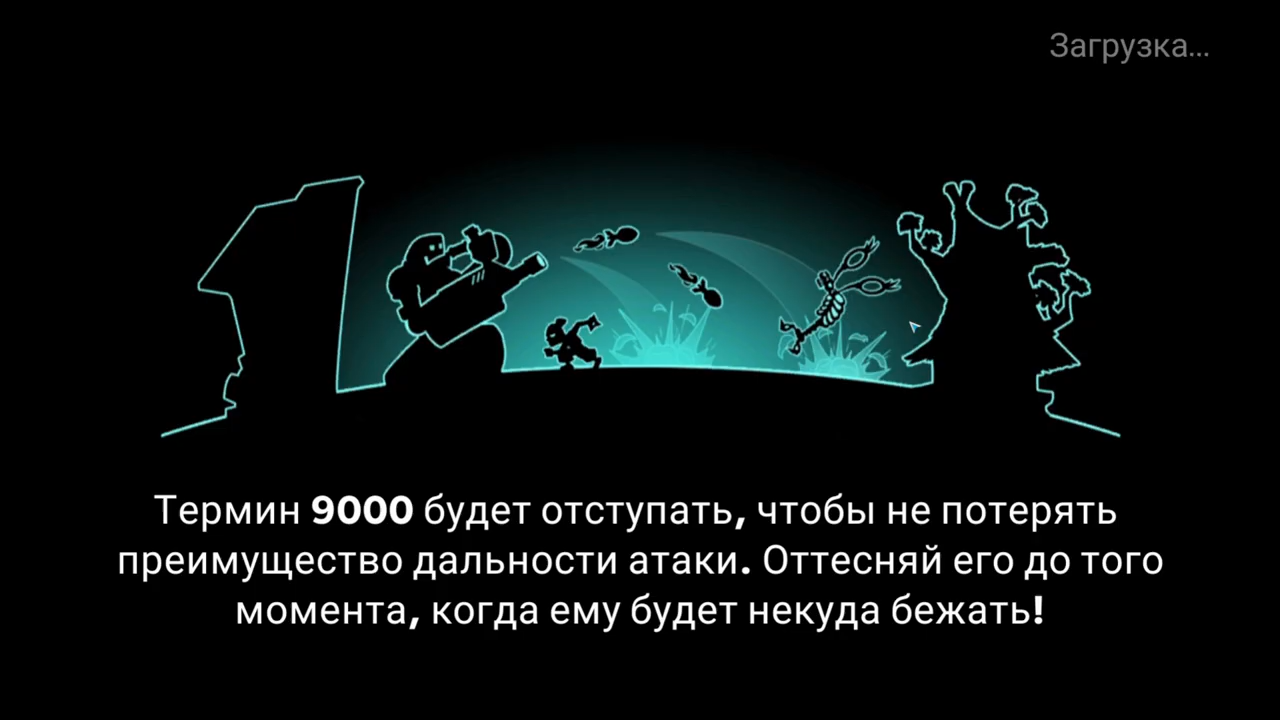 Загрузка...
Термин 9000 будет отступать, чтобы не потерять
преимущество дальности атаки. Оттесняй его до того
момента, когда ему будет некуда бежать!